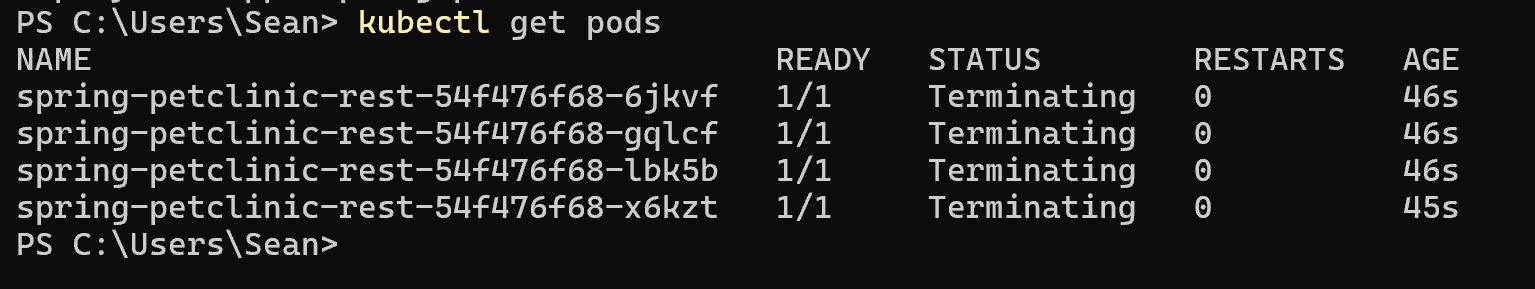 PS C:\Users\Sean> kubectl get pods
NAME READY STATUS RESTARTS AGE
spring-petclinic-rest-54f476f68-6jkvf 1/1 Terminating 0 46s
spring-petclinic-rest-54f476f68-gqlcf 1/1 Terminating 0 46s
spring-petclinic-rest-54f476f68-lbk5b 1/1 Terminating 0 46s
spring-petclinic-rest-54f476f68-x6kzt 1/1 Terminating 0 45s
PS C:\Users\Sean>